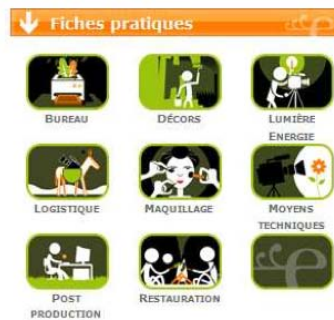 Fiches pratiques
BUREAU
DÉCORS
LUMIÈRE
ENERGIE
LOGISTIQUE
MAQUILLAGE
MOYENS
TECHNIQUES
POST
PRODUCTION
RESTAURATION